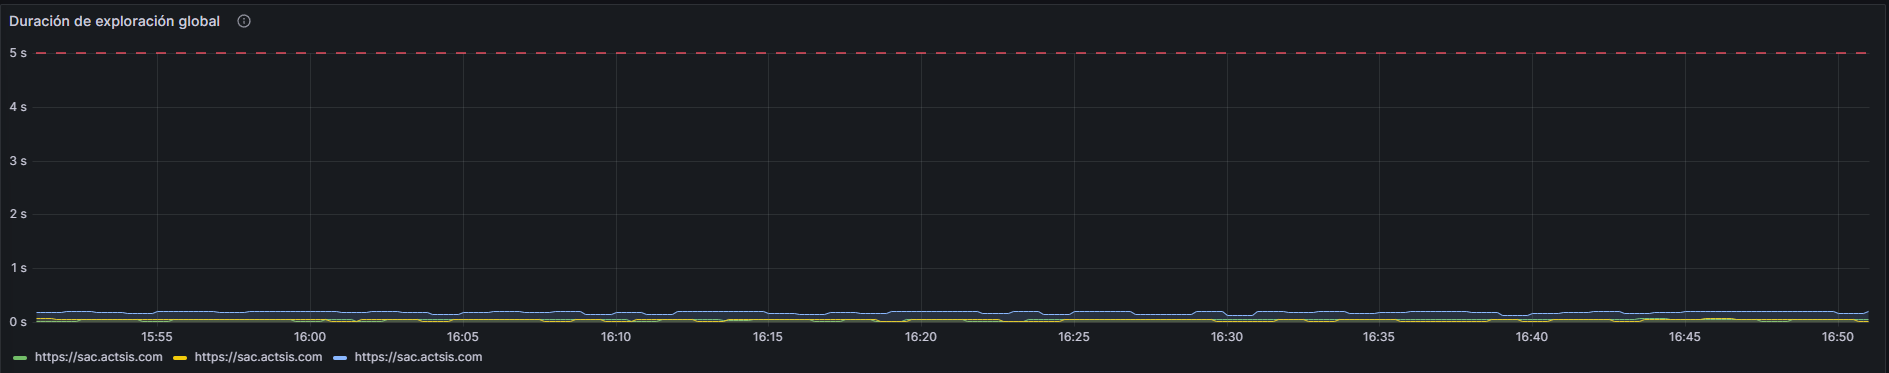 Duración de exploración global
5 s
4 s
3 s
2 s
1 s
0 s
15:55 16:00 16:05 16:10 16:15 16:20 16:25 16:30 16:35 16:40 16:45 16:50
https://sac.actsis.com https://sac.actsis.com https://sac.actsis.com